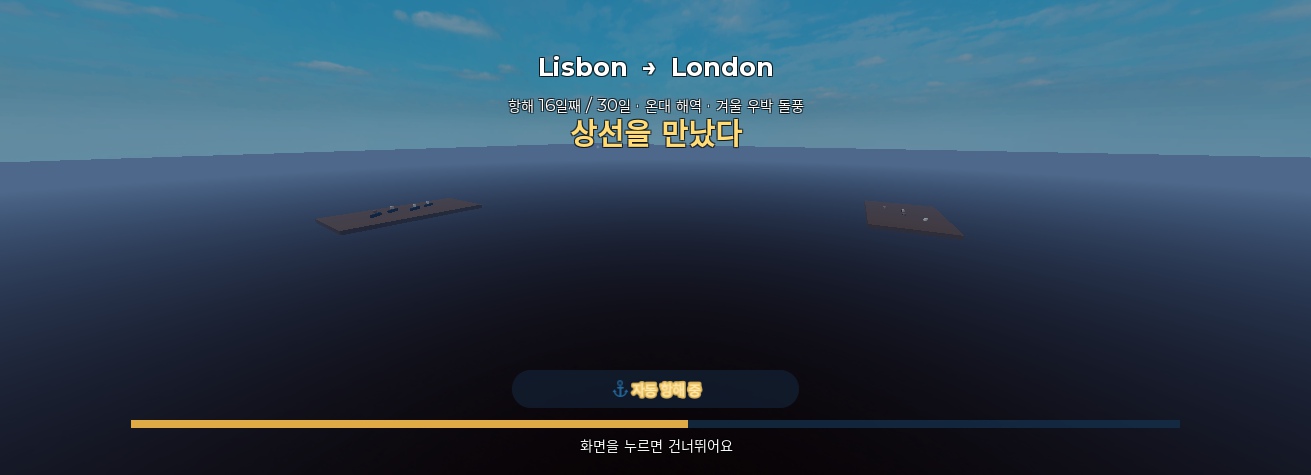 Lisbon → London
항해 16일째 / 30일 · 온대 해역 · 겨울 우박 돌풍
상선을 만났다
⚓ 자동 항해 중
화면을 누르면 건너뛰어요